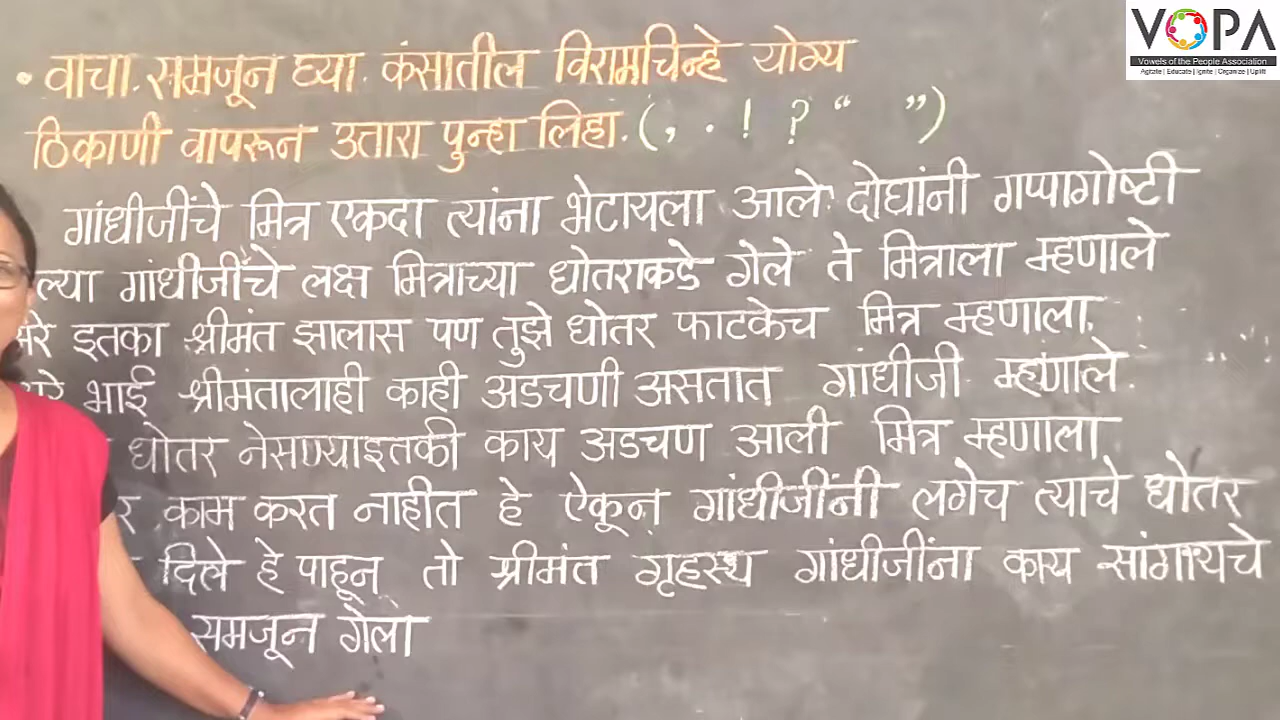 VOPA
Vowels of the People Association
Agitate | Educate | Ignite | Organize | Uplift
• वाचा. समजून घ्या. कंसातील विरामचिन्हे योग्य
ठिकाणी वापरून उतारा पुन्हा लिहा. ( , . ! ? “ ” )
गांधीजींचे मित्र एकदा त्यांना भेटायला आले. दोघांनी गप्पागोष्टी
ल्या गांधीजींचे लक्ष मित्राच्या धोतराकडे गेले ते मित्राला म्हणाले
इतका श्रीमंत झालास पण तुझे धोतर फाटकेच मित्र म्हणाला.
भाई श्रीमंतालाही काही अडचणी असतात गांधीजी म्हणाले.
धोतर नेसण्याइतकी काय अडचण आली मित्र म्हणाला
र काम करत नाहीत हे ऐकून गांधीजींनी लगेच त्याचे धोतर
दिले हे पाहून तो श्रीमंत गृहस्थ गांधीजींना काय सांगायचे
समजून गेला